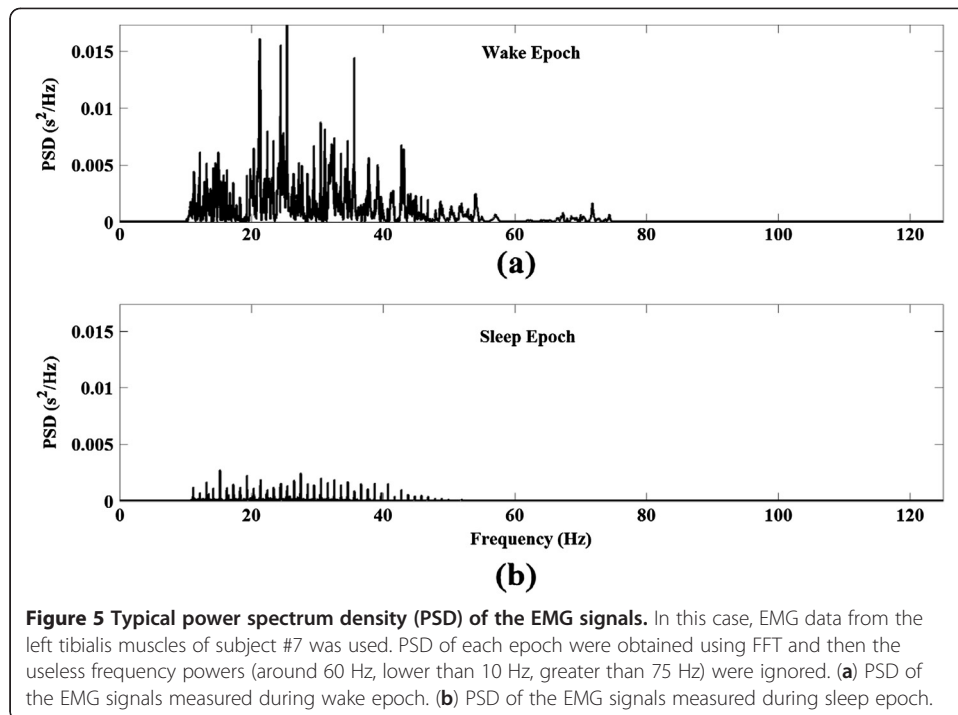 0.015
Wake Epoch
0.01
PSD (s²/Hz)
0.005
0
0 20 40 60 80 100 120
(a)
0.015
Sleep Epoch
0.01
PSD (s²/Hz)
0.005
0
0 20 40 60 80 100 120
Frequency (Hz)
(b)
Figure 5 Typical power spectrum density (PSD) of the EMG signals. In this case, EMG data from the
left tibialis muscles of subject #7 was used. PSD of each epoch were obtained using FFT and then the
useless frequency powers (around 60 Hz, lower than 10 Hz, greater than 75 Hz) were ignored. (a) PSD of
the EMG signals measured during wake epoch. (b) PSD of the EMG signals measured during sleep epoch.